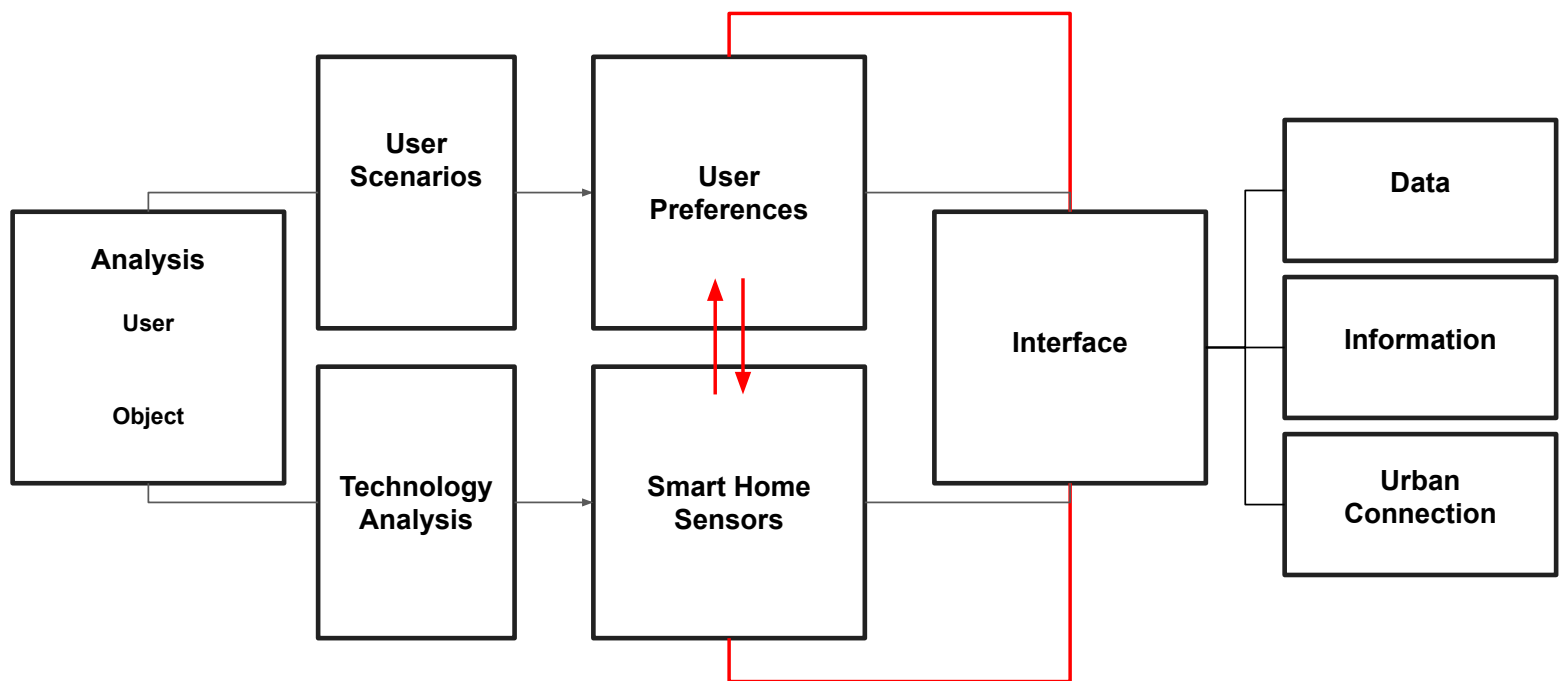 Analysis
User
Object
User
Scenarios
Technology
Analysis
User
Preferences
Smart Home
Sensors
Interface
Data
Information
Urban
Connection